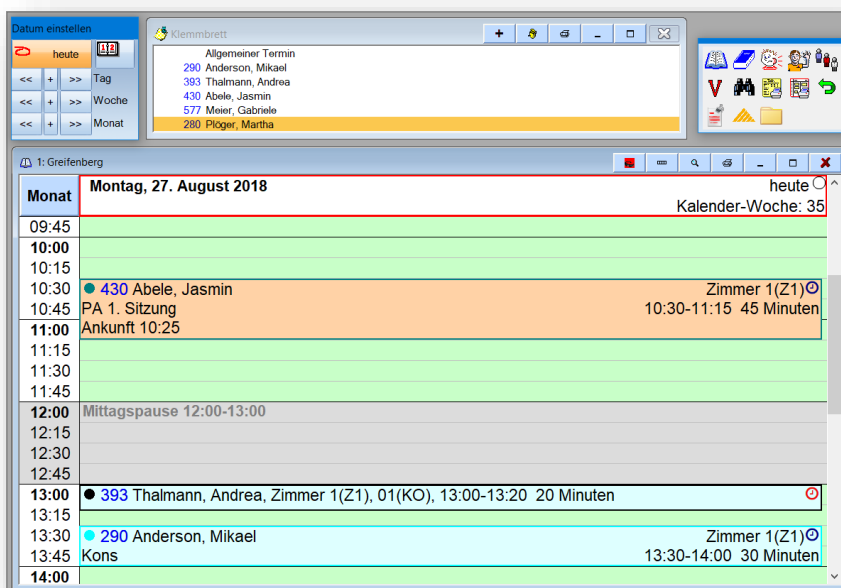 Datum einstellen
heute
<< + >> Tag
<< + >> Woche
<< + >> Monat
Klemmbrett
Allgemeiner Termin
290 Anderson, Mikael
393 Thalmann, Andrea
430 Abele, Jasmin
577 Meier, Gabriele
280 Plöger, Martha
1: Greifenberg
Monat
Montag, 27. August 2018
heute
Kalender-Woche: 35
09:45
10:00
10:15
10:30 430 Abele, Jasmin Zimmer 1(Z1)
10:45 PA 1. Sitzung 10:30-11:15 45 Minuten
11:00 Ankunft 10:25
11:15
11:30
11:45
12:00 Mittagspause 12:00-13:00
12:15
12:30
12:45
13:00 393 Thalmann, Andrea, Zimmer 1(Z1), 01(KO), 13:00-13:20 20 Minuten
13:15
13:30 290 Anderson, Mikael Zimmer 1(Z1)
13:45 Kons 13:30-14:00 30 Minuten
14:00